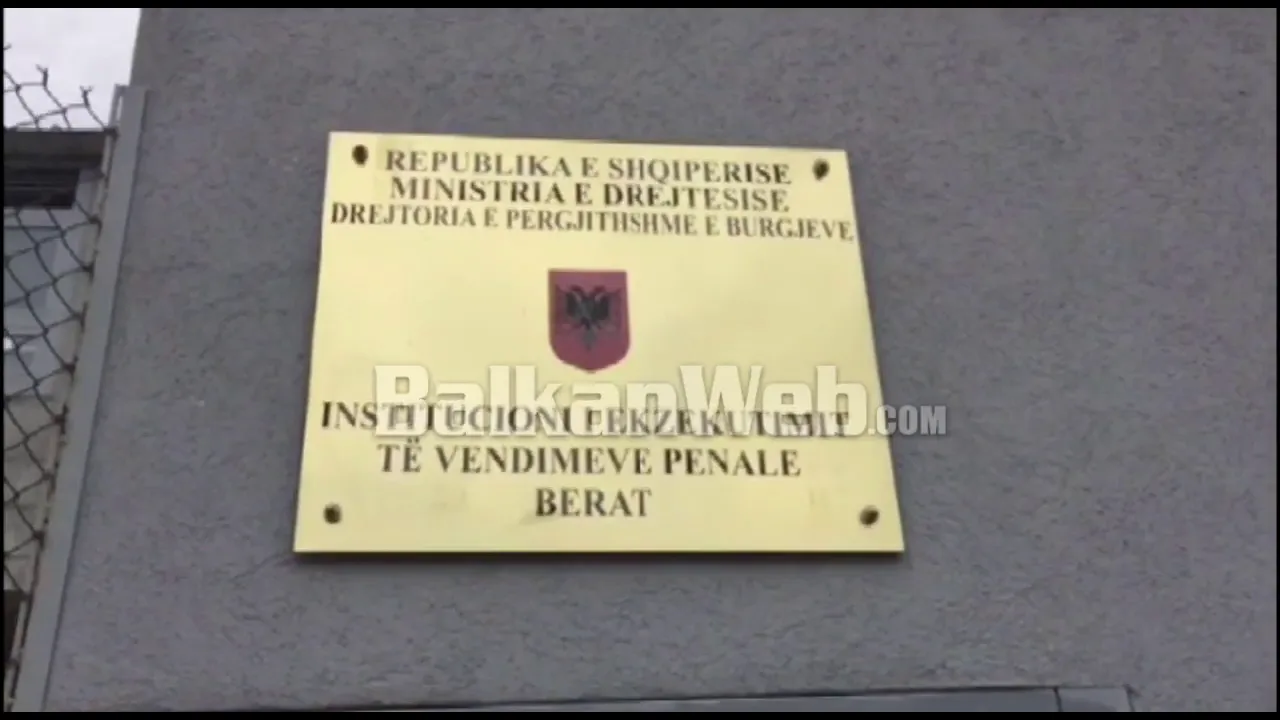 REPUBLIKA E SHQIPERISE
MINISTRIA E DREJTESISE
DREJTORIA E PERGJITHSHME E BURGJEVE
BalkanWeb.COM
INSTITUCIONI I EKZEKUTIMIT
TË VENDIMEVE PENALE
BERAT